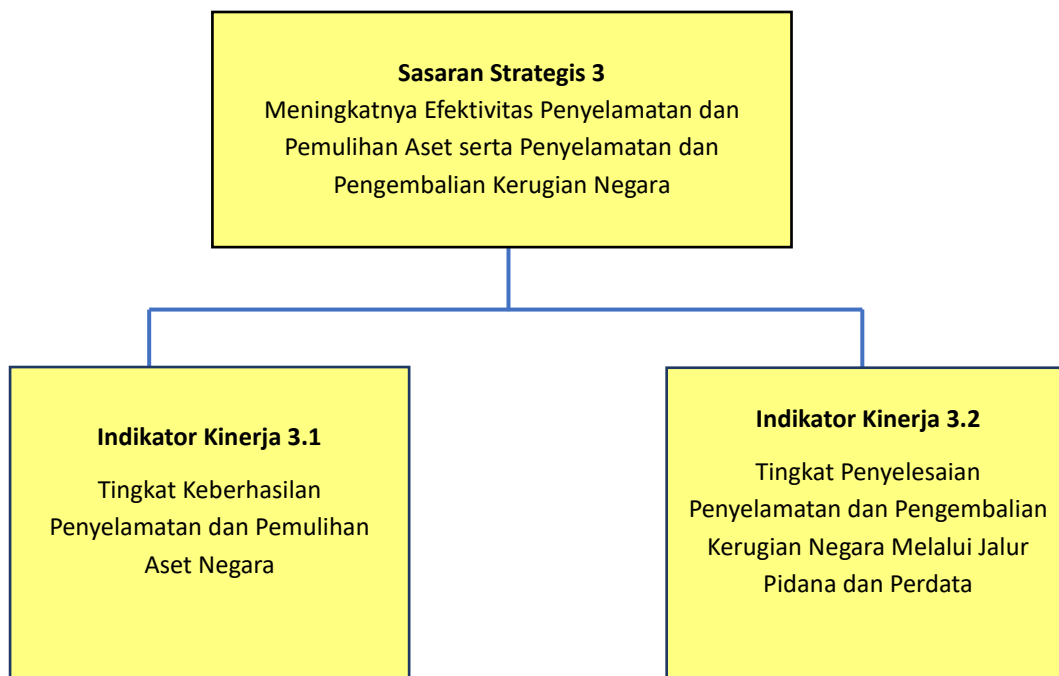 Sasaran Strategis 3
Meningkatnya Efektivitas Penyelamatan dan
Pemulihan Aset serta Penyelamatan dan
Pengembalian Kerugian Negara
Indikator Kinerja 3.1
Tingkat Keberhasilan
Penyelamatan dan Pemulihan
Aset Negara
Indikator Kinerja 3.2
Tingkat Penyelesaian
Penyelamatan dan Pengembalian
Kerugian Negara Melalui Jalur
Pidana dan Perdata